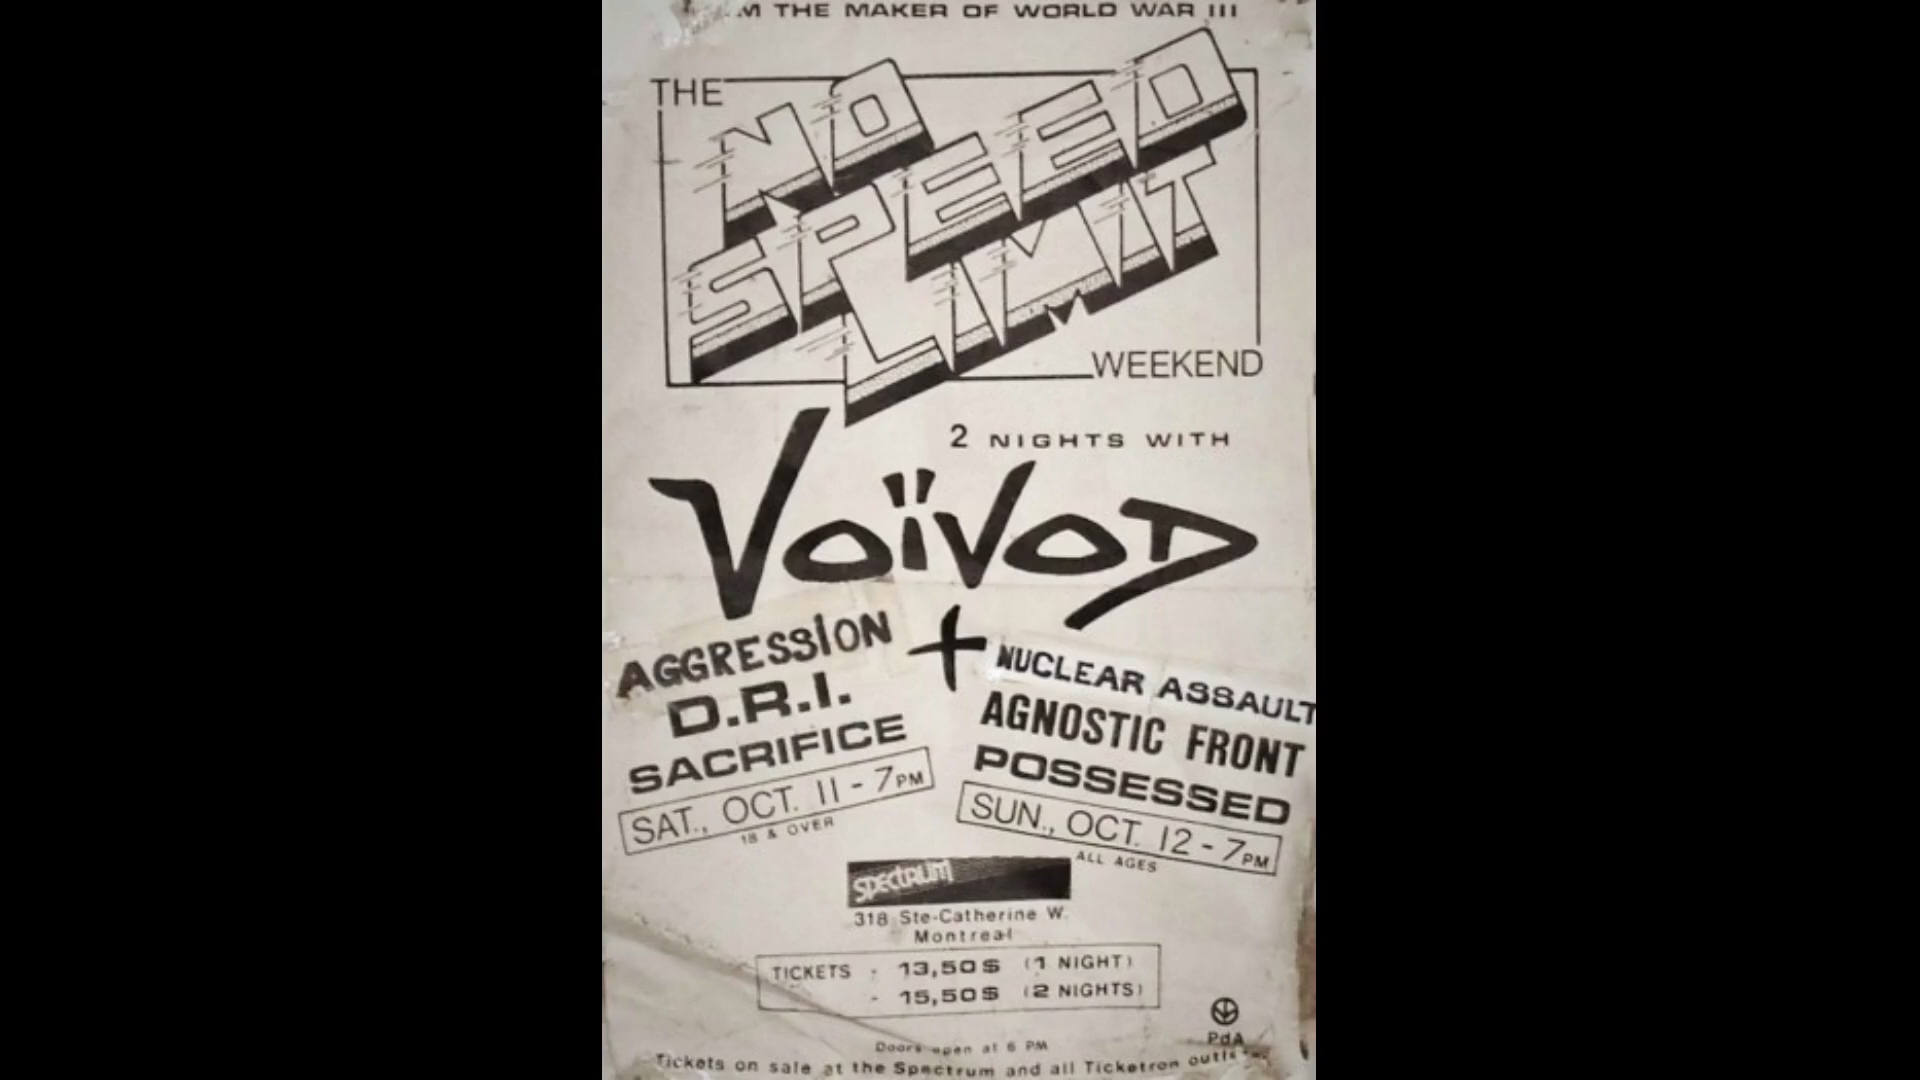 THE MAKER OF WORLD WAR III
THE
NO
SPEED
LIMIT
WEEKEND
2 NIGHTS WITH
VOÏVOD
+
AGGRESSION
D.R.I.
SACRIFICE
SAT., OCT. 11 - 7PM
18 & OVER
NUCLEAR ASSAULT
AGNOSTIC FRONT
POSSESSED
SUN., OCT. 12 - 7PM
ALL AGES
SPECTRUM
318 Ste-Catherine W.
Montreal
TICKETS - 13,50$ (1 NIGHT)
- 15,50$ (2 NIGHTS)
PdA
Doors open at 6 PM
Tickets on sale at the Spectrum and all Ticketron